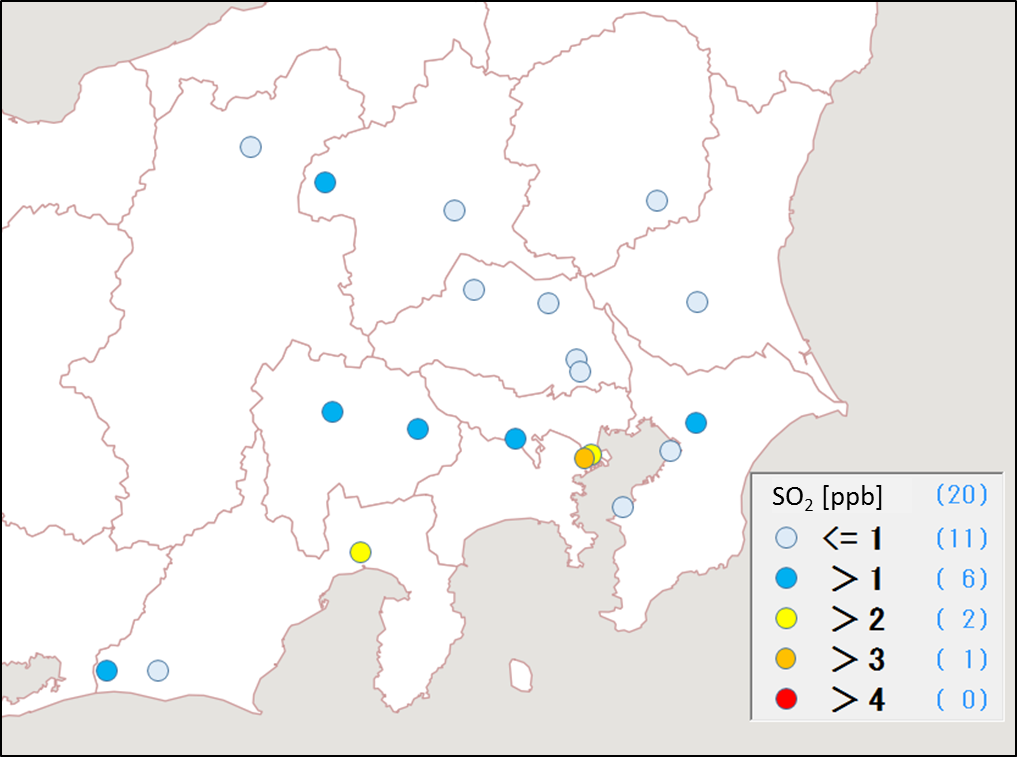 SO₂ [ppb] (20)
<= 1 (11)
> 1 ( 6)
> 2 ( 2)
> 3 ( 1)
> 4 ( 0)